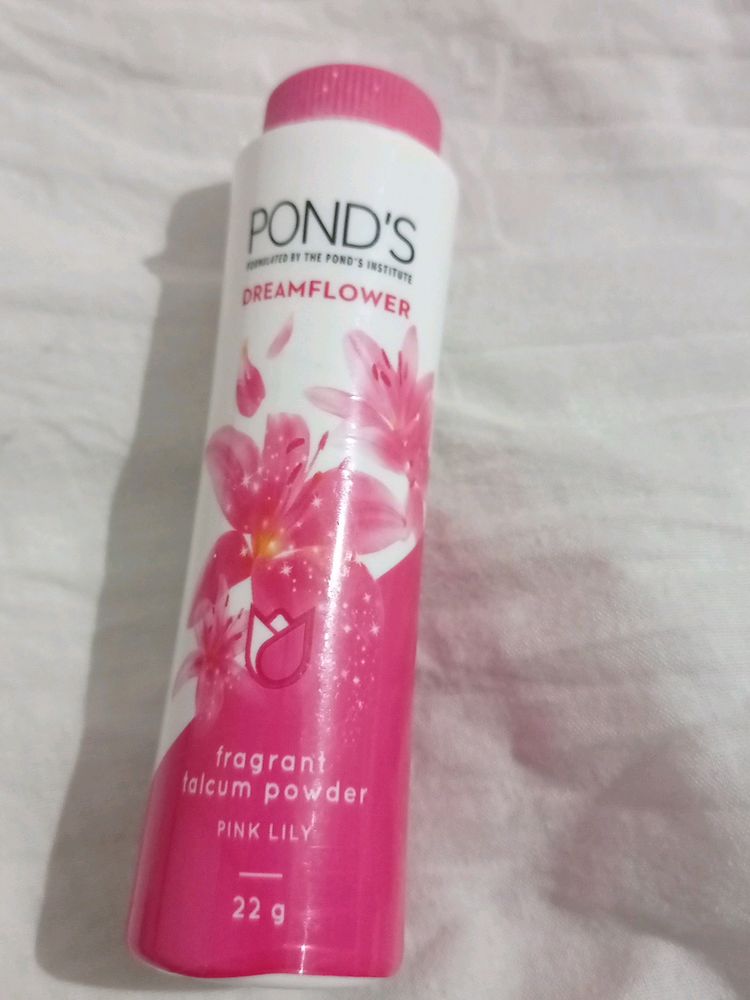 POND'S
FORMULATED BY THE POND'S INSTITUTE
DREAMFLOWER
fragrant
talcum powder
PINK LILY
22 g